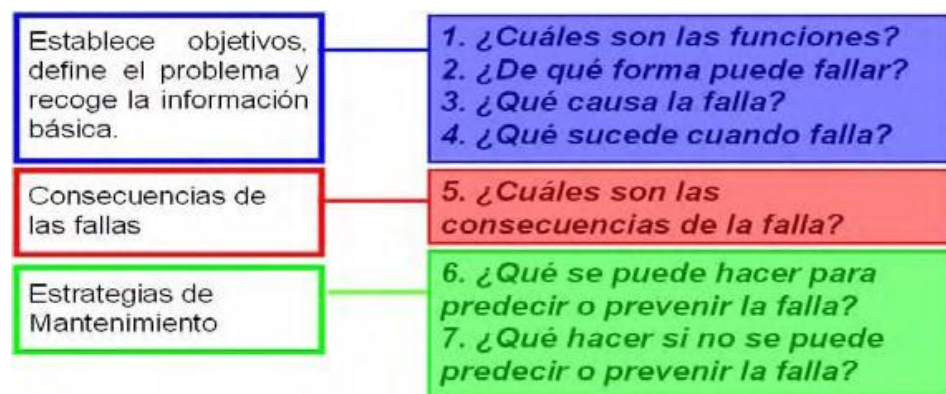 Establece objetivos,
define el problema y
recoge la información
básica.
1. ¿Cuáles son las funciones?
2. ¿De qué forma puede fallar?
3. ¿Qué causa la falla?
4. ¿Qué sucede cuando falla?
Consecuencias de
las fallas
5. ¿Cuáles son las
consecuencias de la falla?
Estrategias de
Mantenimiento
6. ¿Qué se puede hacer para
predecir o prevenir la falla?
7. ¿Qué hacer si no se puede
predecir o prevenir la falla?